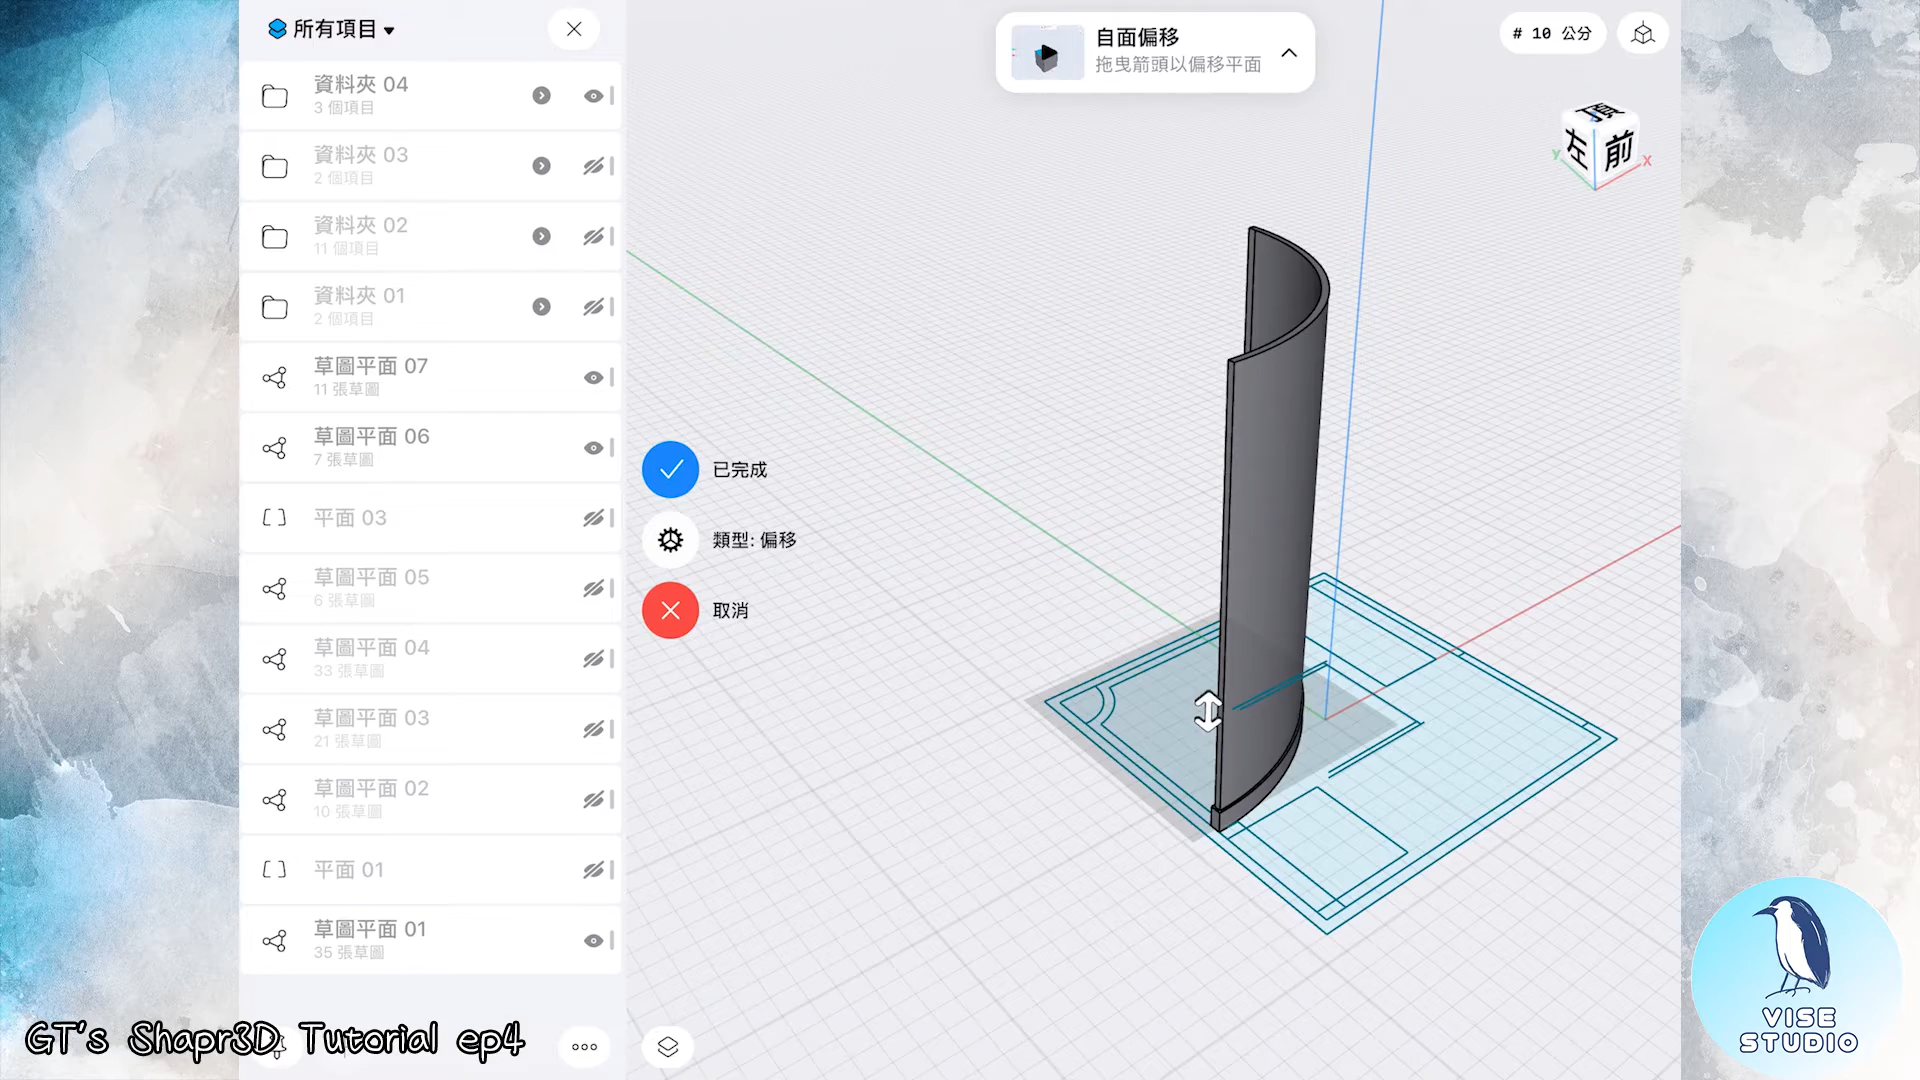 所有項目
資料夾 04
3 個項目
資料夾 03
2 個項目
資料夾 02
11 個項目
資料夾 01
2 個項目
草圖平面 07
11 張草圖
草圖平面 06
7 張草圖
平面 03
草圖平面 05
6 張草圖
草圖平面 04
33 張草圖
草圖平面 03
21 張草圖
草圖平面 02
10 張草圖
平面 01
草圖平面 01
35 張草圖
自面偏移
拖曳箭頭以偏移平面
# 10 公分
頂
左
前
Y
X
已完成
類型: 偏移
取消
GT's Shapr3D Tutorial ep4
VISE
STUDIO